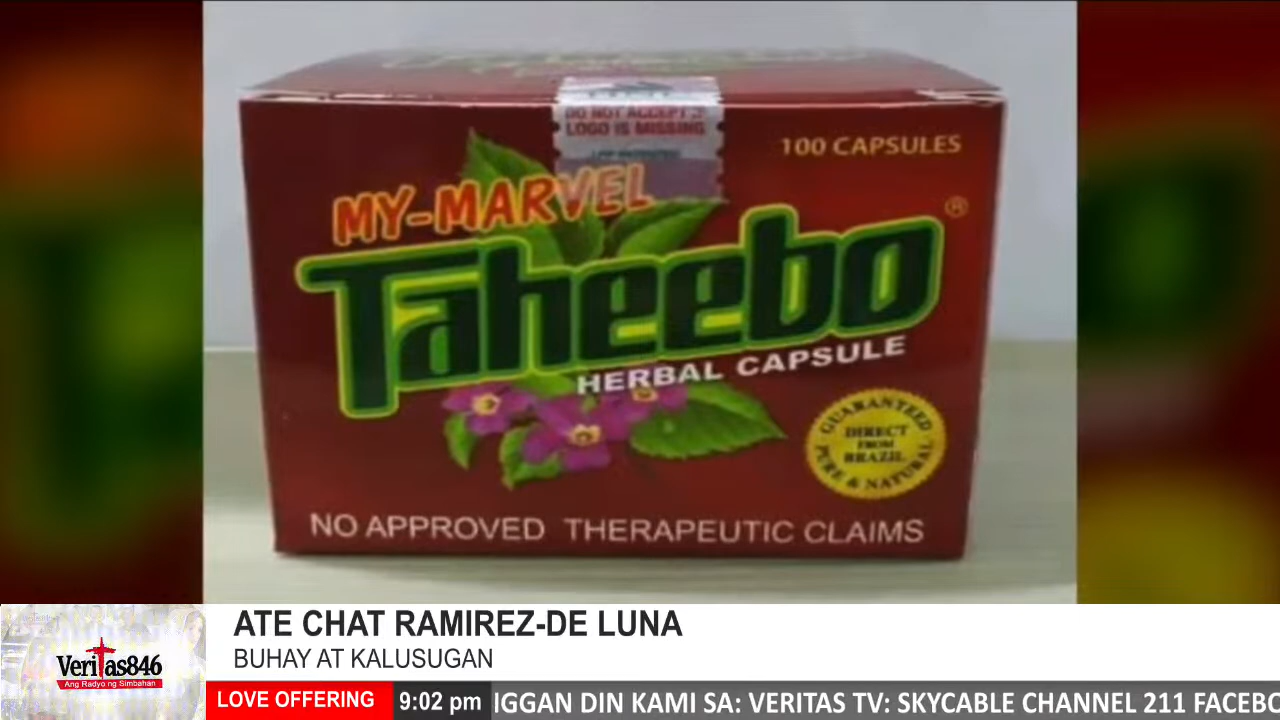 DO NOT ACCEPT IF
LOGO IS MISSING
100 CAPSULES
MY-MARVEL
Taheebo ®
HERBAL CAPSULE
GUARANTEED
DIRECT
FROM
BRAZIL
PURE & NATURAL
NO APPROVED THERAPEUTIC CLAIMS
ATE CHAT RAMIREZ-DE LUNA
BUHAY AT KALUSUGAN
Veritas846
Ang Radyo ng Simbahan
LOVE OFFERING
9:02 pm
NGGAN DIN KAMI SA: VERITAS TV: SKYCABLE CHANNEL 211 FACEBO